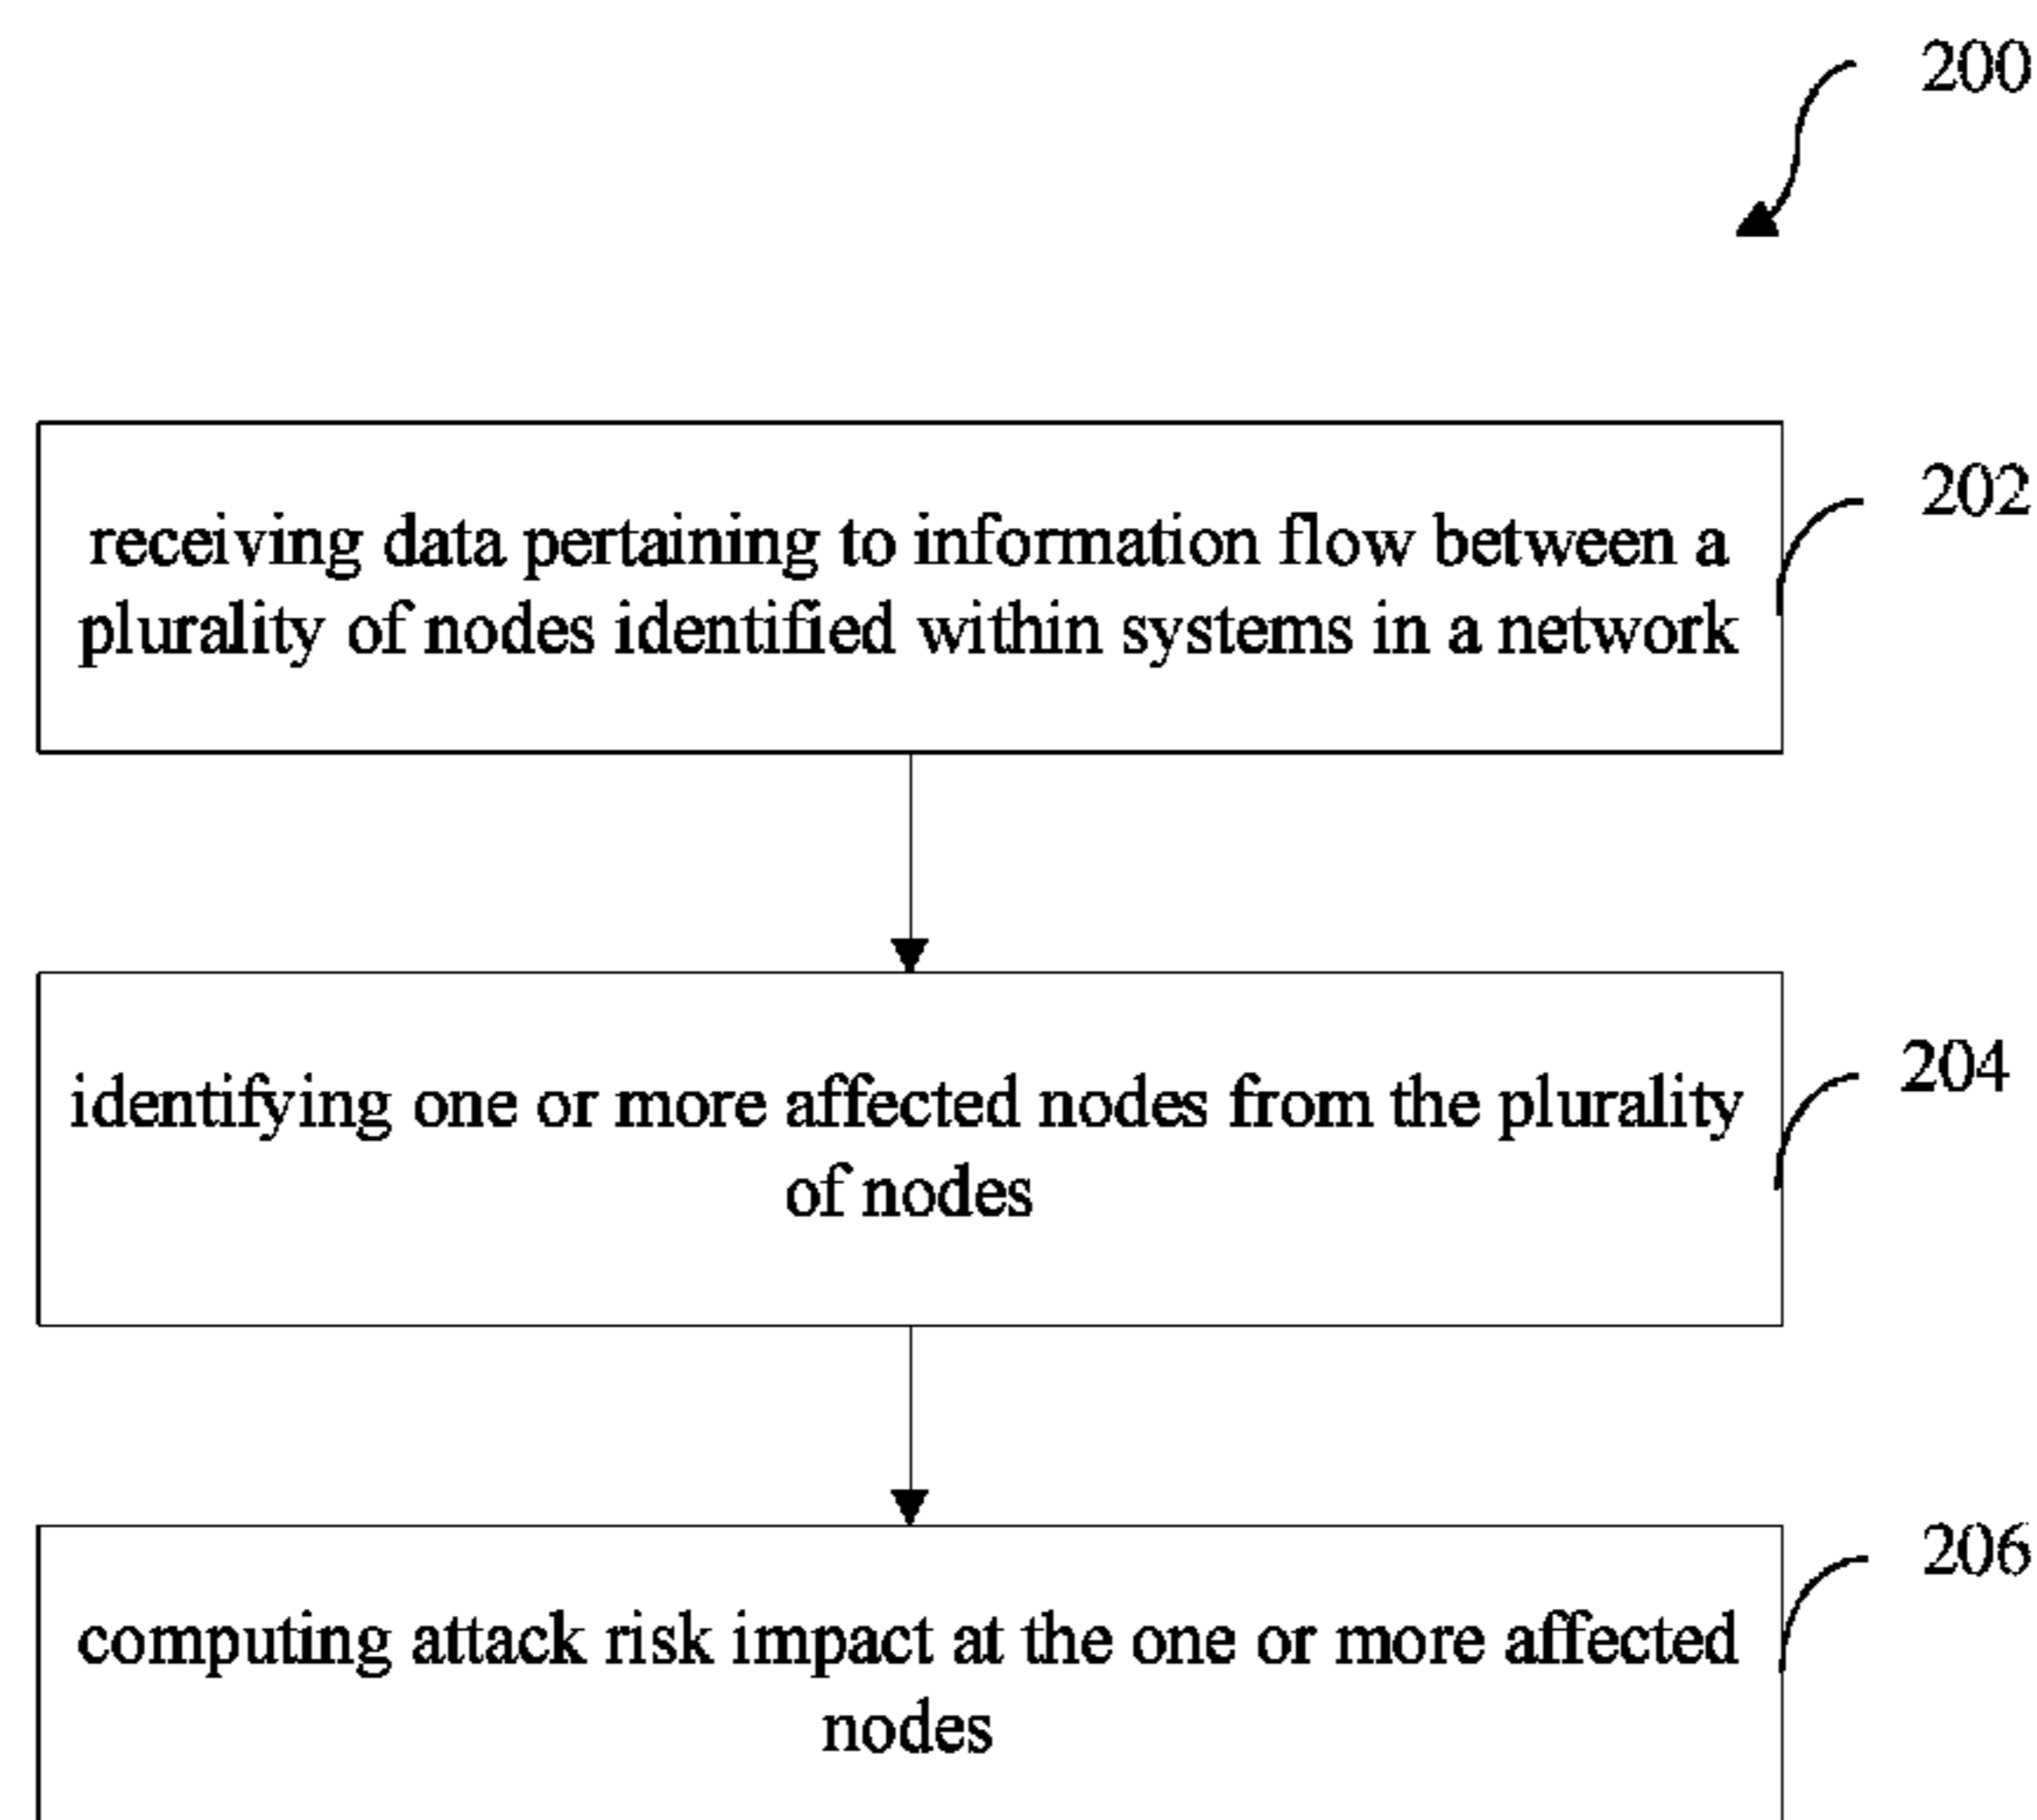 200
202
receiving data pertaining to information flow between a
plurality of nodes identified within systems in a network
204
identifying one or more affected nodes from the plurality
of nodes
206
computing attack risk impact at the one or more affected
nodes